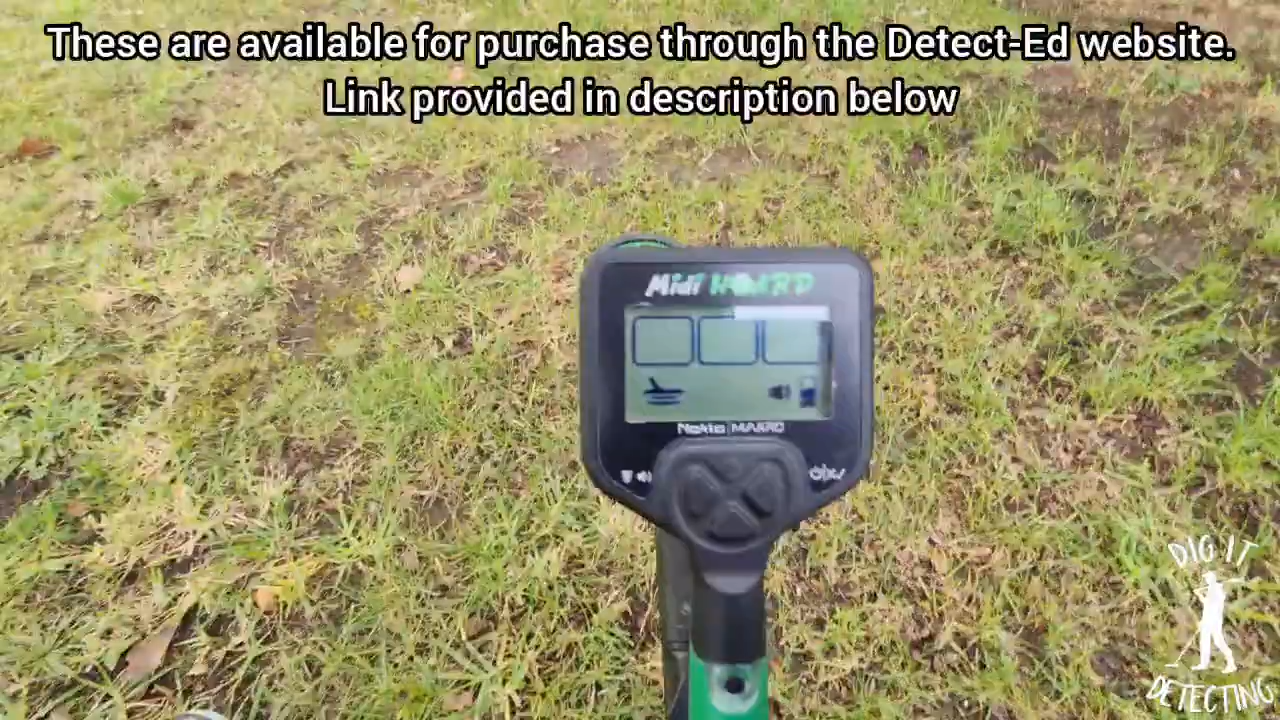 These are available for purchase through the Detect-Ed website.
Link provided in description below
Midi HOARD
Nokta MAKRO
DIG IT
DETECTING